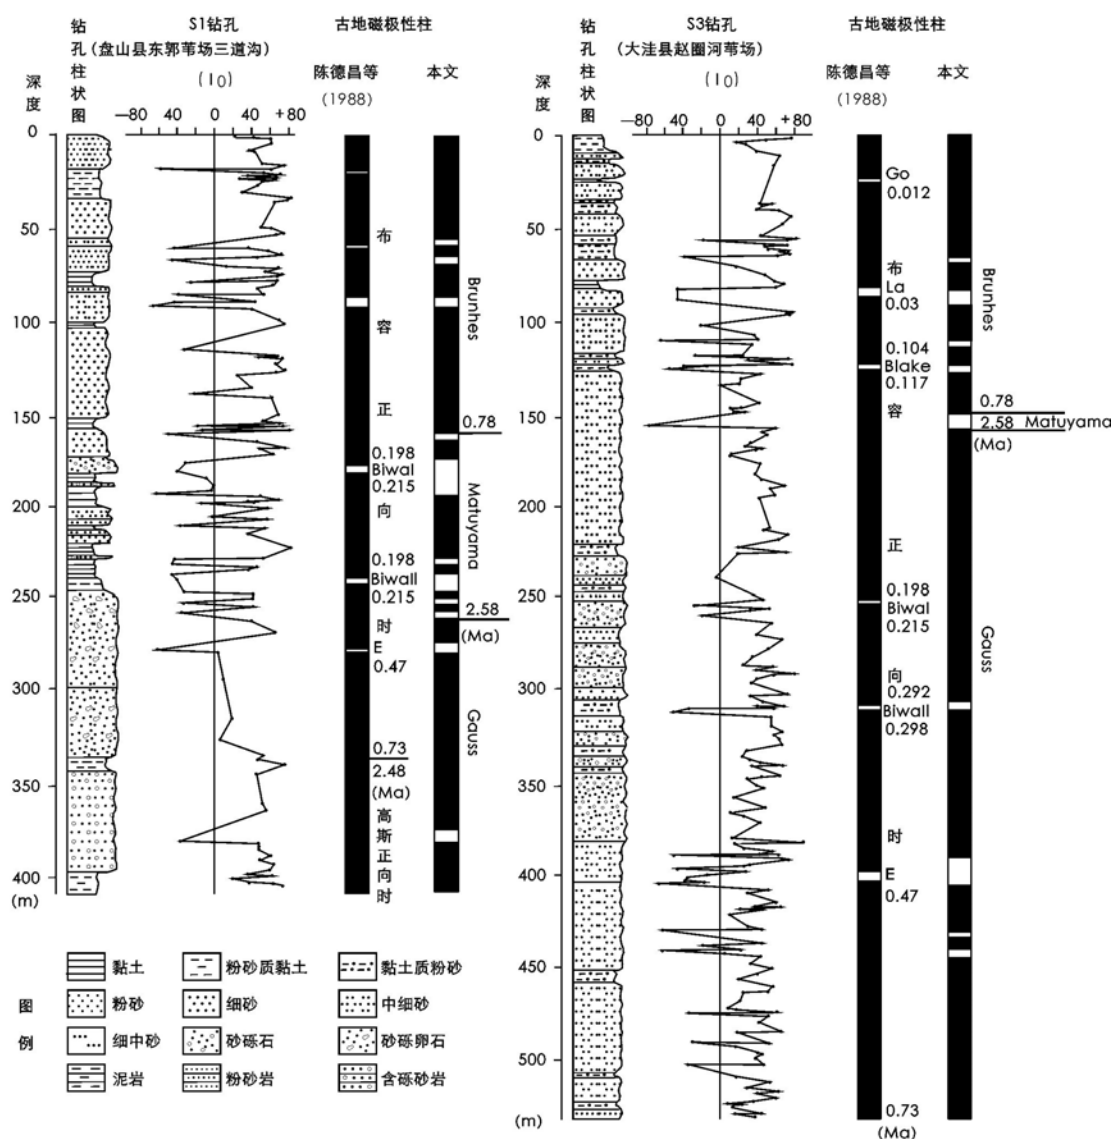 钻孔柱状图
S1钻孔
(盘山县东郭苇场三道沟)
(I0)
古地磁极性柱
陈德昌等
(1988)
本文
深度
−80
40
0
40
+80
0
50
100
150
200
250
300
350
400
(m)
布
容
正
0.198
Biwal
0.215
向
0.198
Biwall
0.215
时
E
0.47
0.73
2.48
(Ma)
高
斯
正
向
时
Brunhes
0.78
Matuyama
2.58
(Ma)
Gauss
钻孔柱状图
S3钻孔
(大洼县赵圈河苇场)
(I0)
古地磁极性柱
陈德昌等
(1988)
本文
深度
−80
40
0
40
+80
0
50
100
150
200
250
300
350
400
450
500
(m)
Go
0.012
布
La
0.03
0.104
Blake
0.117
容
正
0.198
Biwal
0.215
向
0.292
Biwall
0.298
时
E
0.47
0.73
(Ma)
Brunhes
0.78
2.58 Matuyama
(Ma)
Gauss
图例
黏土
粉砂质黏土
黏土质粉砂
粉砂
细砂
中细砂
细中砂
砂砾石
砂砾卵石
泥岩
粉砂岩
含砾砂岩